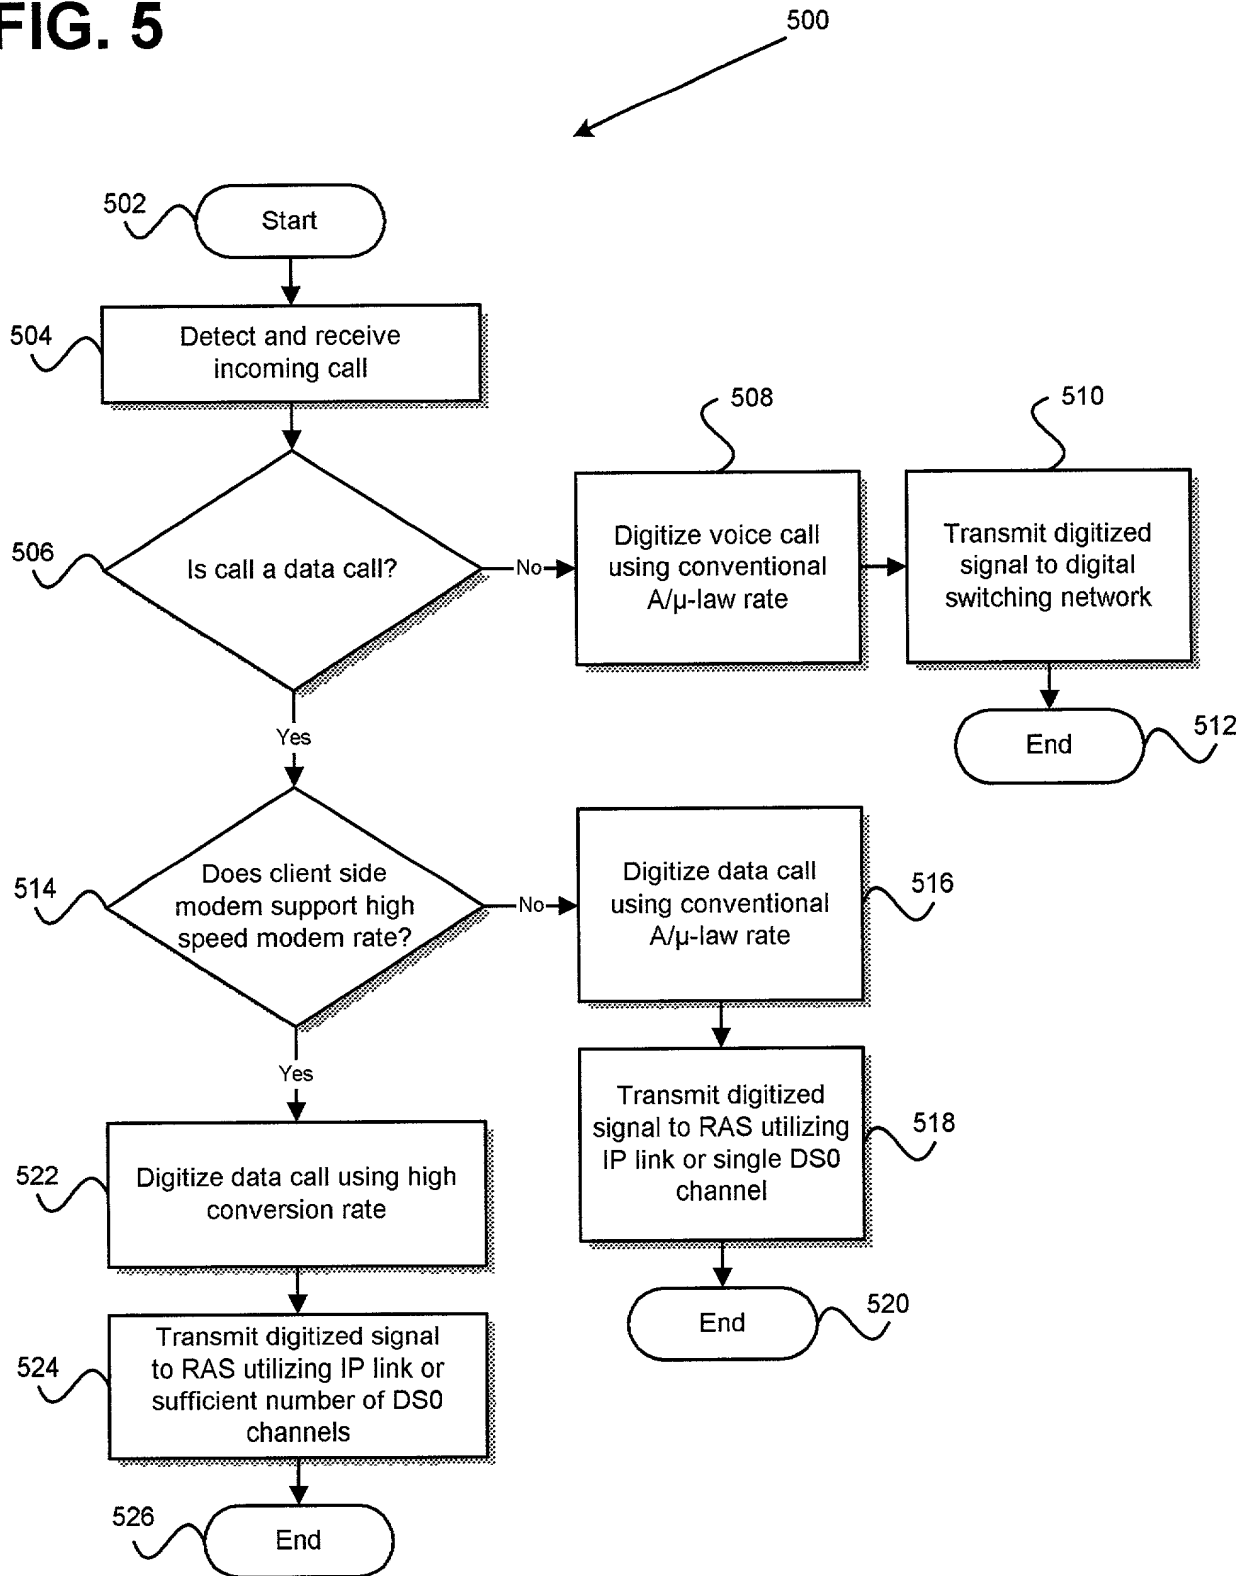 FIG. 5
500
502
Start
504
Detect and receive
incoming call
506
Is call a data call?
No
508
Digitize voice call
using conventional
A/µ-law rate
510
Transmit digitized
signal to digital
switching network
512
End
Yes
514
Does client side
modem support high
speed modem rate?
No
516
Digitize data call
using conventional
A/µ-law rate
518
Transmit digitized
signal to RAS utilizing
IP link or single DS0
channel
520
End
Yes
522
Digitize data call using high
conversion rate
524
Transmit digitized signal
to RAS utilizing IP link or
sufficient number of DS0
channels
526
End